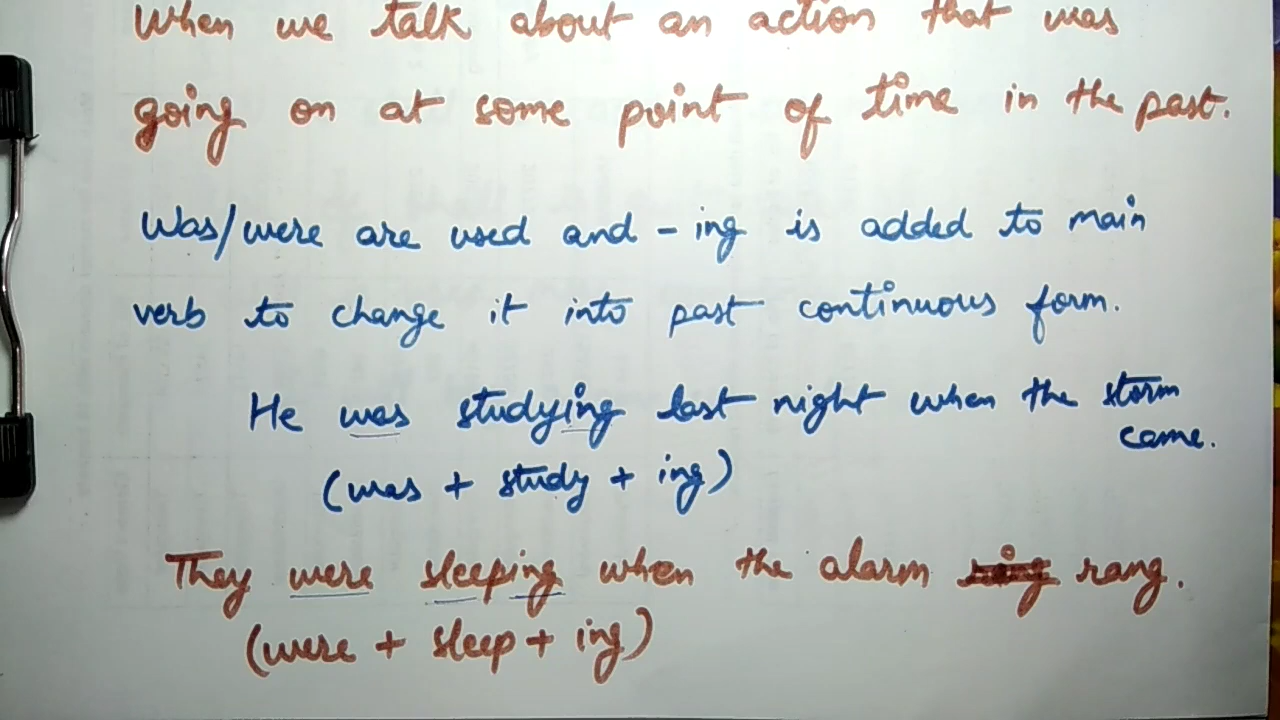 When we talk about an action that was
going on at some point of time in the past.
Was/were are used and -ing is added to main
verb to change it into past continuous form.
He was studying last night when the storm
came.
(was + study + ing)
They were sleeping when the alarm rang.
(were + sleep + ing)